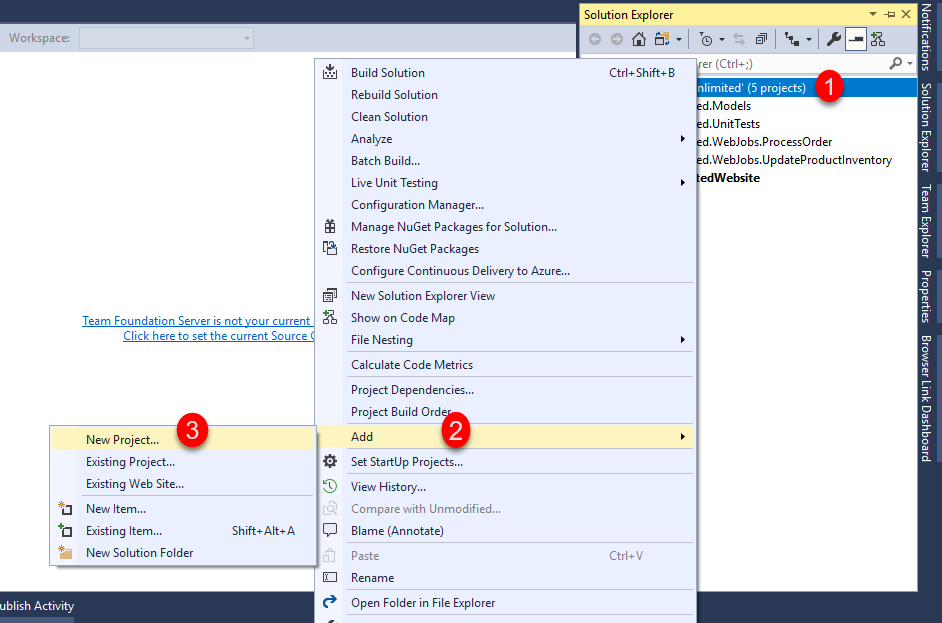 Solution Explorer
Workspace:
rer (Ctrl+;)
nlimited' (5 projects)
1
ed.Models
ed.UnitTests
ed.WebJobs.ProcessOrder
ed.WebJobs.UpdateProductInventory
tedWebsite
Notifications
Solution Explorer
Team Explorer
Properties
Browser Link Dashboard
Build Solution Ctrl+Shift+B
Rebuild Solution
Clean Solution
Analyze
Batch Build...
Live Unit Testing
Configuration Manager...
Manage NuGet Packages for Solution...
Restore NuGet Packages
Configure Continuous Delivery to Azure...
New Solution Explorer View
Show on Code Map
File Nesting
Calculate Code Metrics
Project Dependencies...
Project Build Order
Add
2
Set StartUp Projects...
View History...
Compare with Unmodified...
Blame (Annotate)
Paste Ctrl+V
Rename
Open Folder in File Explorer
Team Foundation Server is not your current
Click here to set the current Source
New Project...
3
Existing Project...
Existing Web Site...
New Item...
Existing Item... Shift+Alt+A
New Solution Folder
ublish Activity